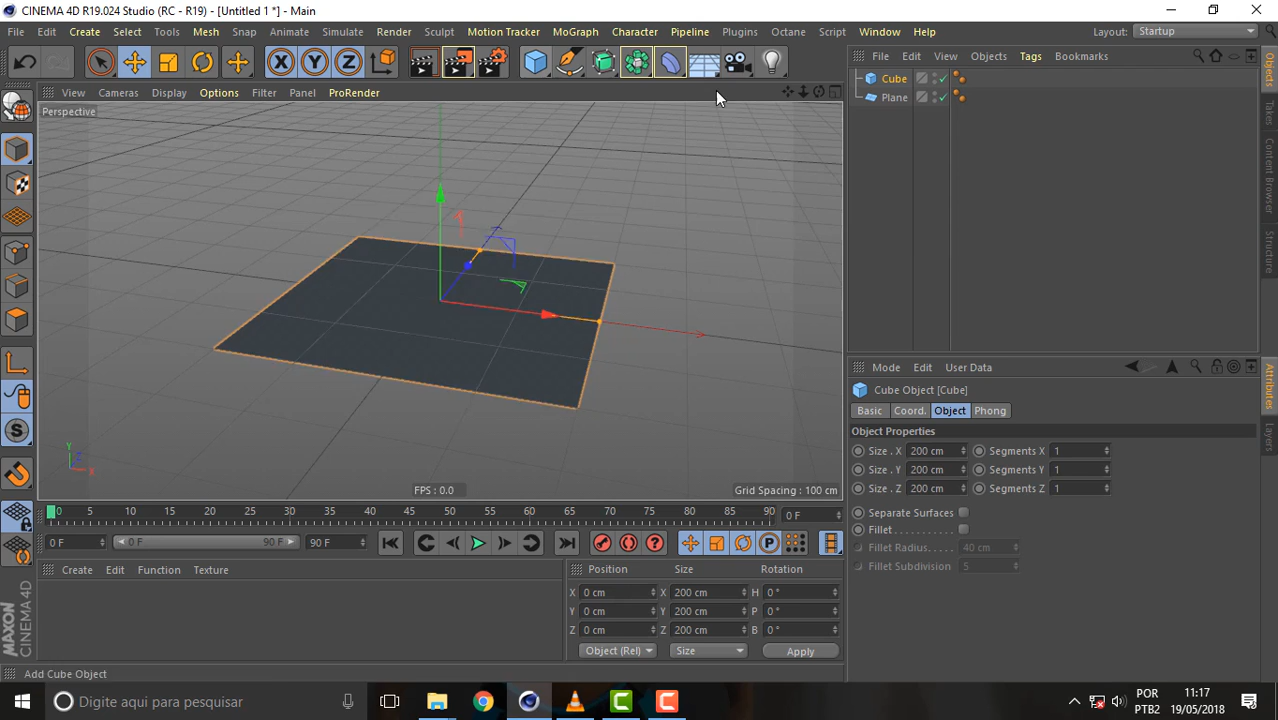 CINEMA 4D R19.024 Studio (RC - R19) - [Untitled 1 *] - Main
File Edit Create Select Tools Mesh Snap Animate Simulate Render Sculpt Motion Tracker MoGraph Character Pipeline Plugins Octane Script Window Help Layout: Startup
X Y Z
File Edit View Objects Tags Bookmarks
View Cameras Display Options Filter Panel ProRender
Perspective
Cube
Plane
Objects
Takes
Content Browser
Structure
Mode Edit User Data
Cube Object [Cube]
Basic Coord. Object Phong
Object Properties
Size . X 200 cm Segments X 1
Size . Y 200 cm Segments Y 1
Size . Z 200 cm Segments Z 1
Separate Surfaces
Fillet . . . . . . . . . . .
Fillet Radius. . . . . 40 cm
Fillet Subdivision 5
Attributes
Layers
Y
Z
X
S
FPS : 0.0 Grid Spacing : 100 cm
0 5 10 15 20 25 30 35 40 45 50 55 60 65 70 75 80 85 90 0 F
0 F 0 F 90 F 90 F P
Create Edit Function Texture
Position Size Rotation
X 0 cm X 200 cm H 0 °
Y 0 cm Y 200 cm P 0 °
Z 0 cm Z 200 cm B 0 °
Object (Rel) Size Apply
MAXON
CINEMA 4D
Add Cube Object
Digite aqui para pesquisar
POR
PTB2
11:17
19/05/2018